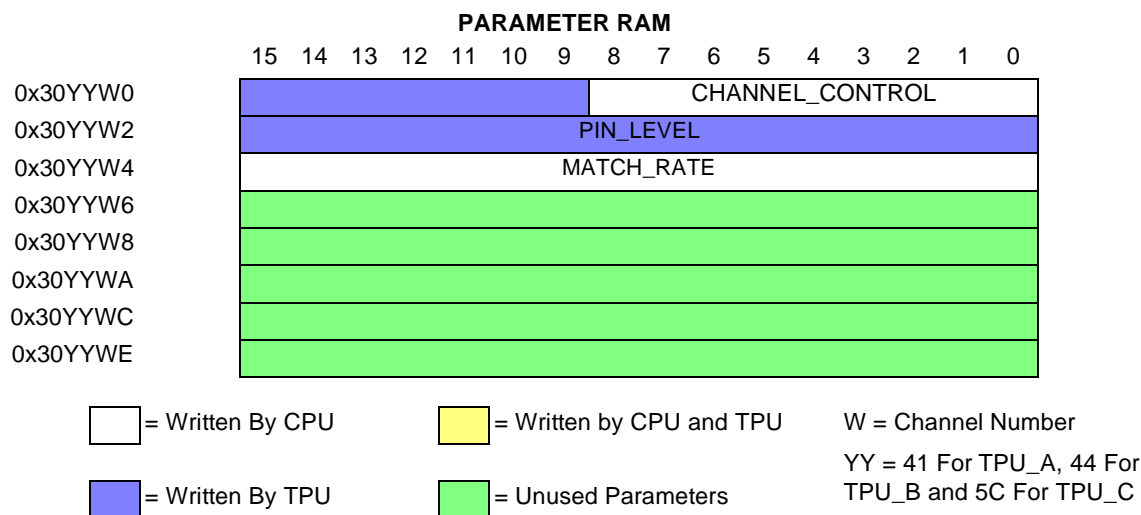 PARAMETER RAM
15 14 13 12 11 10 9 8 7 6 5 4 3 2 1 0
0x30YYW0 CHANNEL_CONTROL
0x30YYW2 PIN_LEVEL
0x30YYW4 MATCH_RATE
0x30YYW6
0x30YYW8
0x30YYWA
0x30YYWC
0x30YYWE
= Written By CPU = Written by CPU and TPU W = Channel Number
YY = 41 For TPU_A, 44 For
= Written By TPU = Unused Parameters TPU_B and 5C For TPU_C